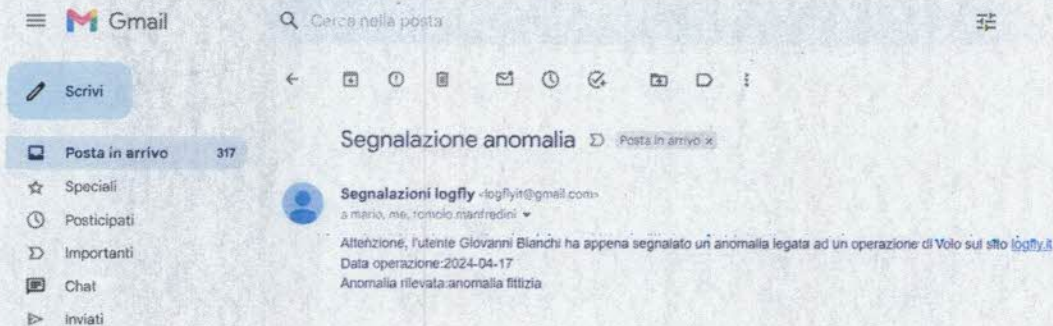 Gmail
Cerca nella posta
Scrivi
Segnalazione anomalia Posta in arrivo x
Posta in arrivo 317
Speciali
Segnalazioni logfly <logflyit@gmail.com>
a mario, me, romolo.manfredini
Posticipati
Attenzione, l'utente Giovanni Bianchi ha appena segnalato un anomalia legata ad un operazione di Volo sul sito logfly.it
Importanti
Data operazione:2024-04-17
Chat
Anomalia rilevata:anomalia fittizia
Inviati